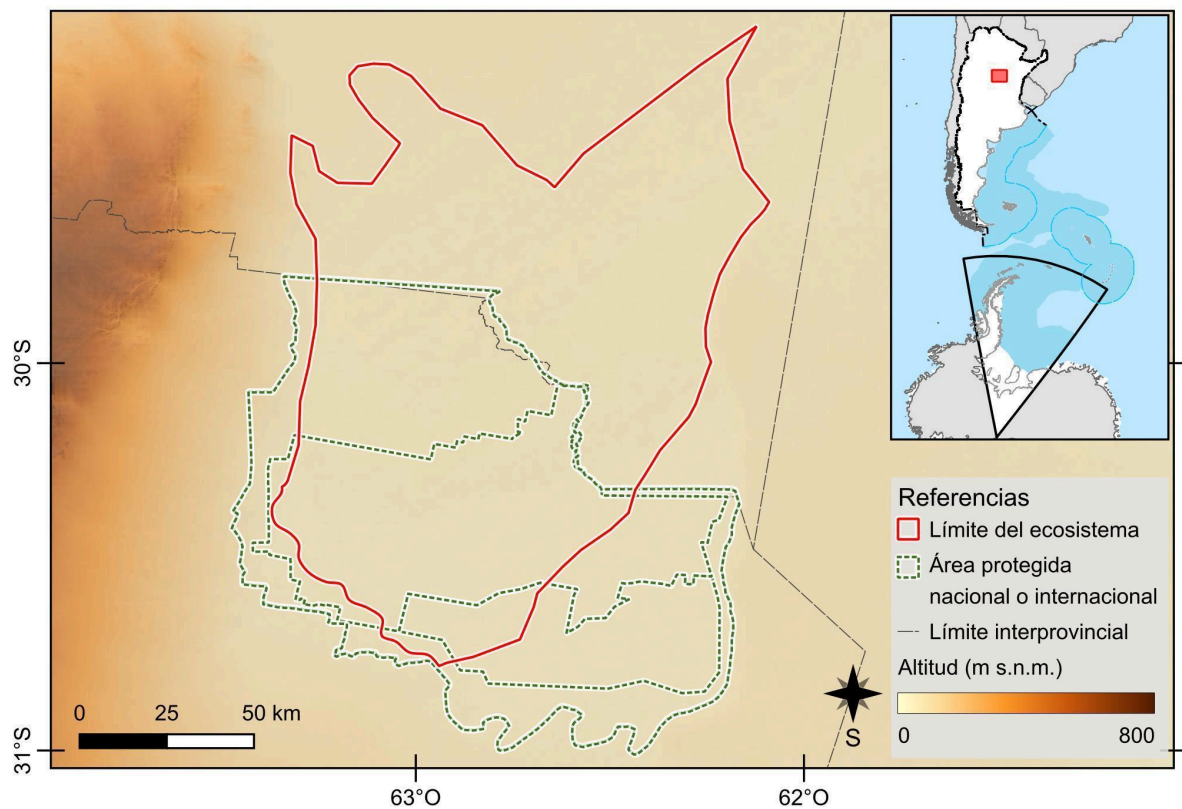 30°S
31°S
63°O
62°O
0 25 50 km
S
Referencias
Límite del ecosistema
Área protegida
nacional o internacional
Límite interprovincial
Altitud (m s.n.m.)
0 800